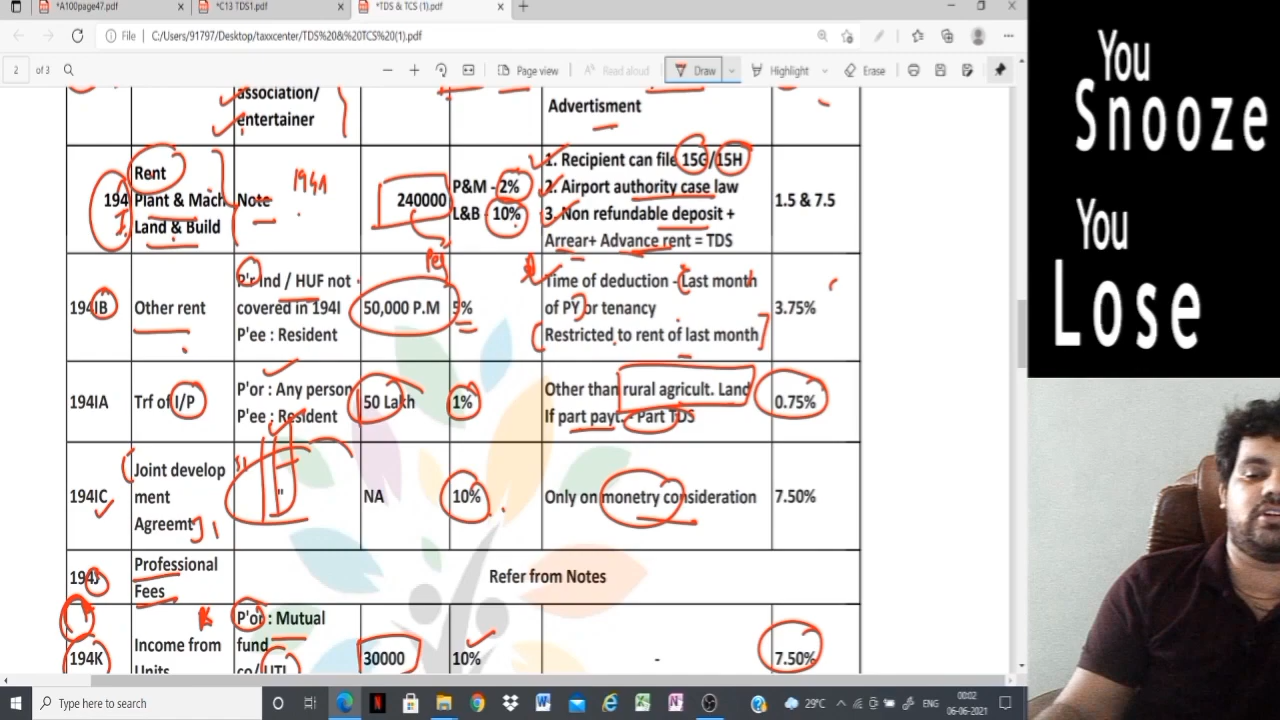 *A100page47.pdf
*C13 TDS1.pdf
*TDS & TCS (1).pdf
File C:/Users/91797/Desktop/taxxcenter/TDS%20&%20TCS%20(1).pdf
2 of 3
Page view
Read aloud
Draw
Highlight
Erase
association/
entertainer
Advertisment
194 I
Rent
Plant & Mach
Land & Build
Note
194A
240000
P&M - 2%
L&B - 10%
1. Recipient can file 15G/15H
2. Airport authority case law
3. Non refundable deposit +
Arrear+ Advance rent = TDS
1.5 & 7.5
194IB
Other rent
P'r Ind / HUF not
covered in 194I
P'ee : Resident
50,000 P.M
5%
Time of deduction - Last month
of PY or tenancy
Restricted to rent of last month
3.75%
194IA
Trf of I/P
P'or : Any person
P'ee : Resident
50 Lakh
1%
Other than rural agricult. Land
If part payt. - Part TDS
0.75%
194IC
Joint develop
ment
Agreemt
"
NA
10%
Only on monetry consideration
7.50%
194J
Professional
Fees
Refer from Notes
194K
Income from
Units
P'or : Mutual
fund
co/ UTI
30000
10%
-
7.50%
Type here to search
29°C
ENG
00:02
06-06-2021
You
Snooze
You
Lose